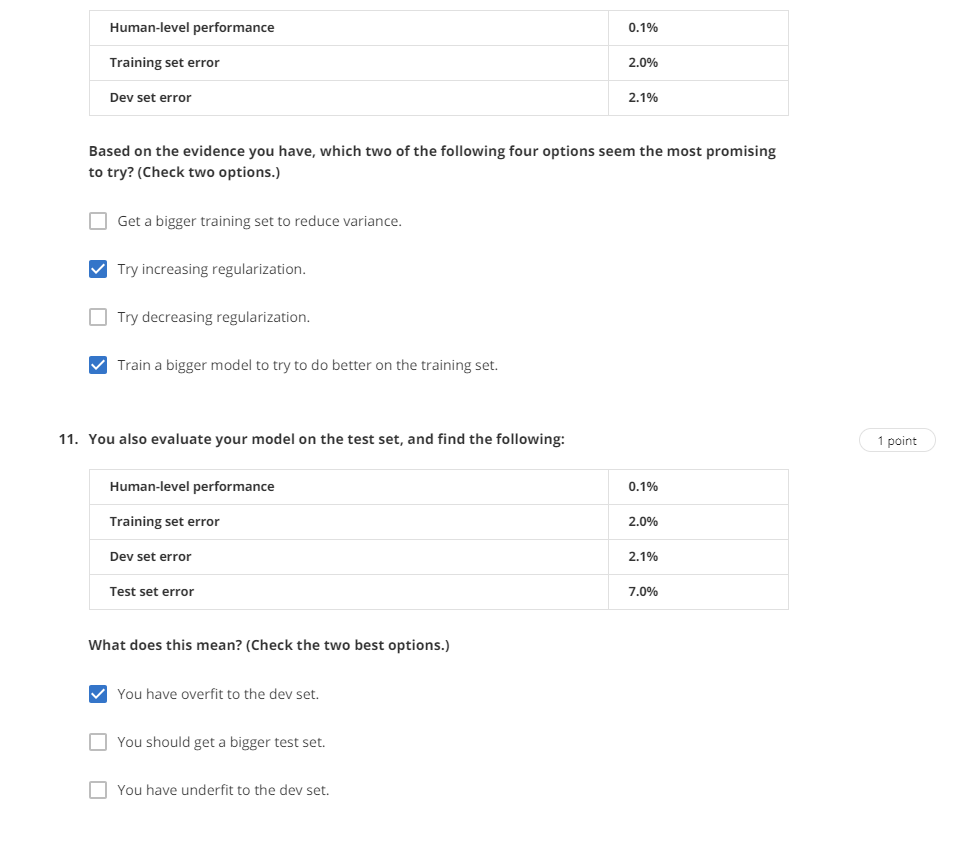 Human-level performance 0.1%
Training set error 2.0%
Dev set error 2.1%
Based on the evidence you have, which two of the following four options seem the most promising
to try? (Check two options.)
Get a bigger training set to reduce variance.
Try increasing regularization.
Try decreasing regularization.
Train a bigger model to try to do better on the training set.
11. You also evaluate your model on the test set, and find the following: 1 point
Human-level performance 0.1%
Training set error 2.0%
Dev set error 2.1%
Test set error 7.0%
What does this mean? (Check the two best options.)
You have overfit to the dev set.
You should get a bigger test set.
You have underfit to the dev set.